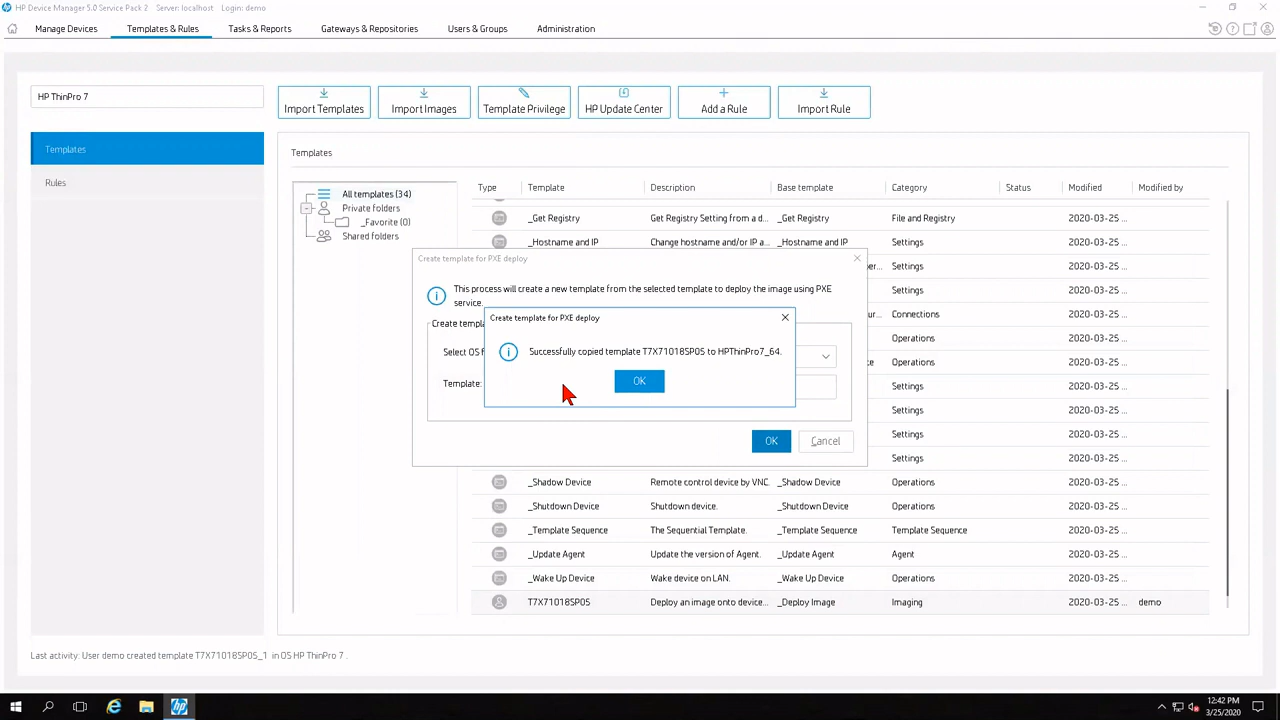 HP Device Manager 5.0 Service Pack 2 Server: localhost Login: demo
Manage Devices Templates & Rules Tasks & Reports Gateways & Repositories Users & Groups Administration
HP ThinPro 7
Import Templates Import Images Template Privilege HP Update Center Add a Rule Import Rule
Templates
Rules
Templates
All templates (34)
Private folders
_Favorite (0)
Shared folders
Type Template Description Base template Category Status Modified Modified by
_Get Registry Get Registry Setting from a d... _Get Registry File and Registry 2020-03-25 ...
_Hostname and IP Change hostname and/or IP a... _Hostname and IP Settings 2020-03-25 ...
per... Settings 2020-03-25 ...
Settings 2020-03-25 ...
ur... Connections 2020-03-25 ...
Operations 2020-03-25 ...
ce Operations 2020-03-25 ...
Settings 2020-03-25 ...
Settings 2020-03-25 ...
Settings 2020-03-25 ...
Settings 2020-03-25 ...
_Shadow Device Remote control device by VNC. _Shadow Device Operations 2020-03-25 ...
_Shutdown Device Shutdown device. _Shutdown Device Operations 2020-03-25 ...
_Template Sequence The Sequential Template. _Template Sequence Template Sequence 2020-03-25 ...
_Update Agent Update the version of Agent. _Update Agent Agent 2020-03-25 ...
_Wake Up Device Wake device on LAN. _Wake Up Device Operations 2020-03-25 ...
T7X71018SP05 Deploy an image onto device... _Deploy Image Imaging 2020-03-25 ... demo
Create template for PXE deploy
This process will create a new template from the selected template to deploy the image using PXE
service.
Create templa
Select OS f
Template:
OK Cancel
Create template for PXE deploy
Successfully copied template T7X71018SP05 to HPThinPro7_64.
OK
Last activity: User demo created template T7X71018SP05_1 in OS HP ThinPro 7 .
12:42 PM
3/25/2020